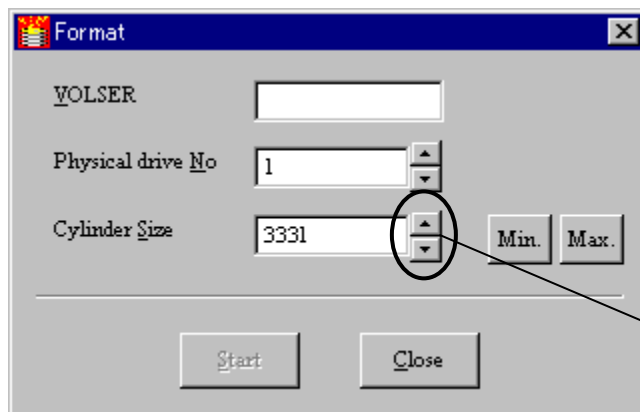 Format
VOLSER
Physical drive No 1
Cylinder Size 3331 Min. Max.
Start Close